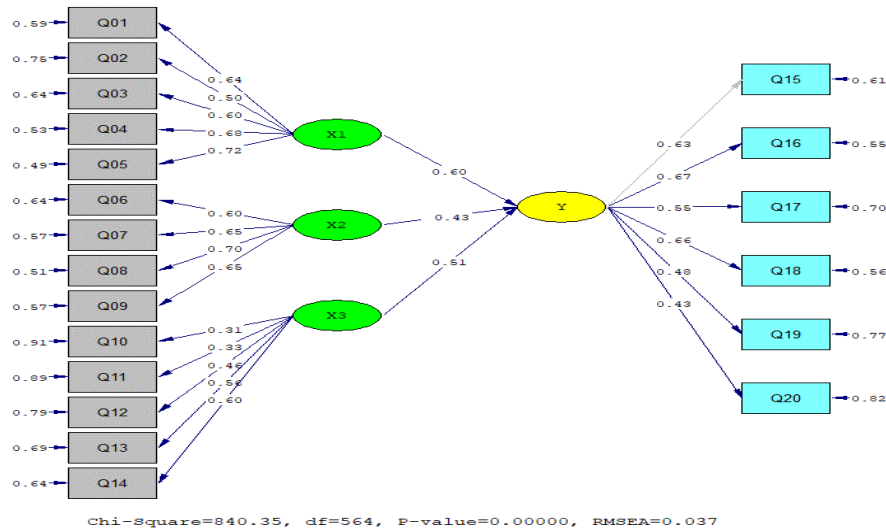 0.59 Q01
0.75 Q02
0.64 Q03
0.53 Q04
0.49 Q05
0.64 Q06
0.57 Q07
0.51 Q08
0.57 Q09
0.91 Q10
0.89 Q11
0.79 Q12
0.69 Q13
0.64 Q14
0.64
0.50
0.60
0.68
0.72
0.60
0.65
0.70
0.65
0.31
0.33
0.46
0.56
0.60
X1
X2
X3
0.60
0.43
0.51
Y
0.63
0.67
0.55
0.66
0.48
0.43
Q15 0.61
Q16 0.55
Q17 0.70
Q18 0.56
Q19 0.77
Q20 0.82
Chi-Square=840.35, df=564, P-value=0.00000, RMSEA=0.037